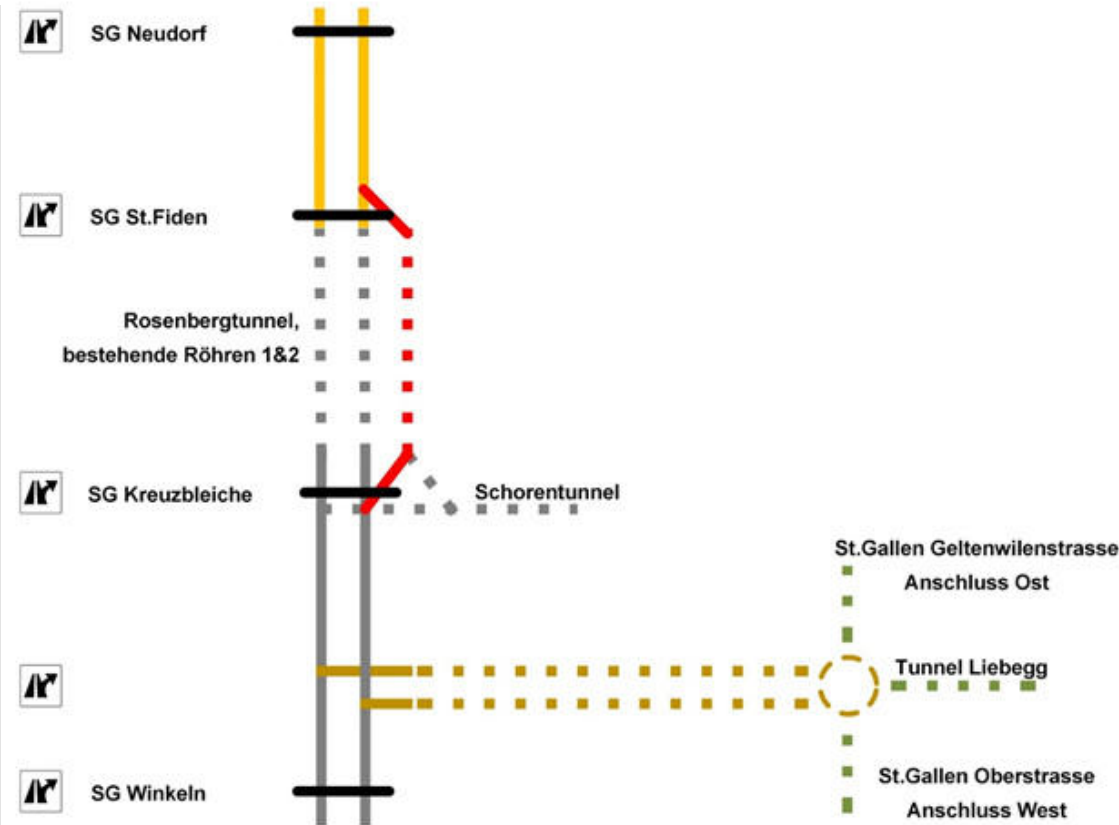 SG Neudorf
SG St.Fiden
Rosenbergtunnel,
bestehende Röhren 1&2
SG Kreuzbleiche
Schorentunnel
St.Gallen Geltenwilenstrasse
Anschluss Ost
Tunnel Liebegg
St.Gallen Oberstrasse
Anschluss West
SG Winkeln